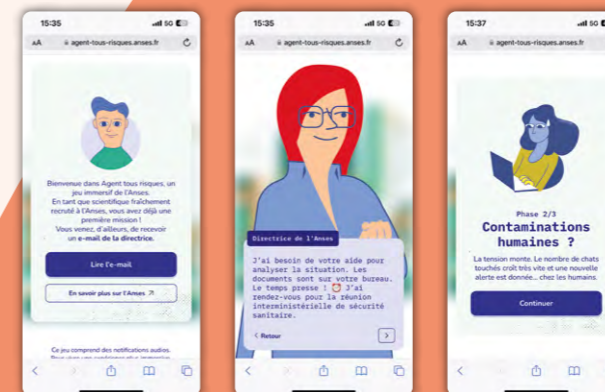 15:35
50
AA
agent-tous-risques.anses.fr
Bienvenue dans Agent tous risques, un
jeu immersif de l'Anses.
En tant que scientifique fraîchement
recruté à l'Anses, vous avez déjà une
première mission !
Vous venez, d'ailleurs, de recevoir
un e-mail de la directrice.
Lire l'e-mail
En savoir plus sur l'Anses
Ce jeu comprend des notifications audios.
15:35
50
AA
agent-tous-risques.anses.fr
Directrice de l'Anses
J'ai besoin de votre aide pour
analyser la situation. Les
documents sont sur votre bureau.
Le temps presse ! ⏰ J'ai
rendez-vous pour la réunion
interministérielle de sécurité
sanitaire.
Retour
15:37
50
AA
agent-tous-risques.anses.fr
Phase 2/3
Contaminations
humaines ?
La tension monte. Le nombre de chats
touchés croît très vite et une nouvelle
alerte est donnée... chez les humains.
Continuer